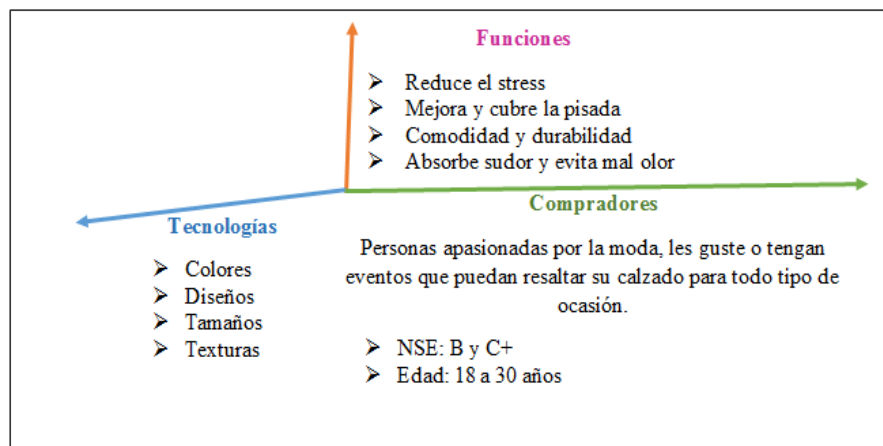 Funciones
➢ Reduce el stress
➢ Mejora y cubre la pisada
➢ Comodidad y durabilidad
➢ Absorbe sudor y evita mal olor
Compradores
Personas apasionadas por la moda, les guste o tengan
eventos que puedan resaltar su calzado para todo tipo de
ocasión.
➢ NSE: B y C+
➢ Edad: 18 a 30 años
Tecnologías
➢ Colores
➢ Diseños
➢ Tamaños
➢ Texturas